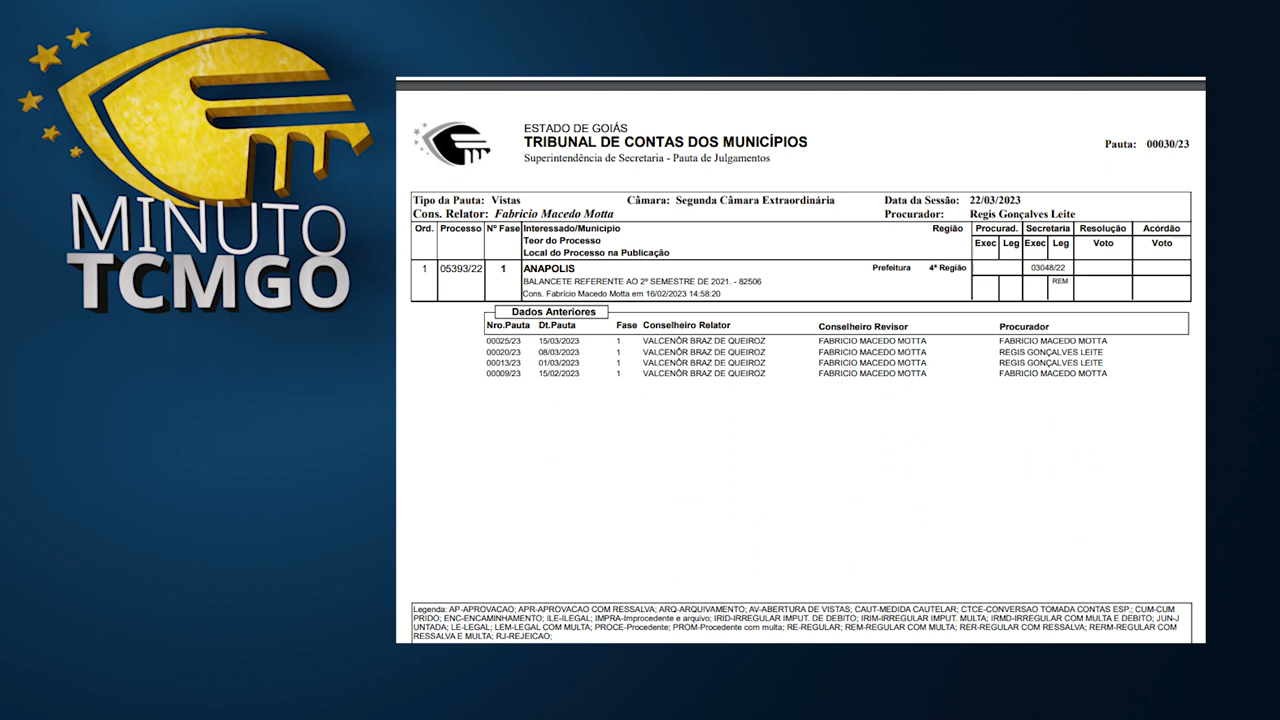 MINUTO
TCMGO
ESTADO DE GOIÁS
TRIBUNAL DE CONTAS DOS MUNICÍPIOS
Superintendência de Secretaria - Pauta de Julgamentos
Pauta: 00030/23
Tipo da Pauta: Vistas Câmara: Segunda Câmara Extraordinária Data da Sessão: 22/03/2023
Cons. Relator: Fabricio Macedo Motta Procurador: Regis Gonçalves Leite
Ord. Processo Nº Fase Interessado/Município Região Procurad. Secretaria Resolução Acórdão
Teor do Processo Exec Leg Exec Leg Voto Voto
Local do Processo na Publicação
1 05393/22 1 ANAPOLIS Prefeitura 4ª Região 03048/22
BALANCETE REFERENTE AO 2º SEMESTRE DE 2021. - 82506 REM
Cons. Fabrício Macedo Motta em 16/02/2023 14:58:20
Dados Anteriores
Nro.Pauta Dt.Pauta Fase Conselheiro Relator Conselheiro Revisor Procurador
00025/23 15/03/2023 1 VALCENÔR BRAZ DE QUEIROZ FABRICIO MACEDO MOTTA FABRICIO MACEDO MOTTA
00020/23 08/03/2023 1 VALCENÔR BRAZ DE QUEIROZ FABRICIO MACEDO MOTTA REGIS GONÇALVES LEITE
00013/23 01/03/2023 1 VALCENÔR BRAZ DE QUEIROZ FABRICIO MACEDO MOTTA REGIS GONÇALVES LEITE
00009/23 15/02/2023 1 VALCENÔR BRAZ DE QUEIROZ FABRICIO MACEDO MOTTA FABRICIO MACEDO MOTTA
Legenda: AP-APROVACAO; APR-APROVACAO COM RESSALVA; ARQ-ARQUIVAMENTO; AV-ABERTURA DE VISTAS; CAUT-MEDIDA CAUTELAR; CTCE-CONVERSAO TOMADA CONTAS ESP.; CUM-CUM
PRIDO; ENC-ENCAMINHAMENTO; ILE-ILEGAL; IMPRA-Improcedente e arquivo; IRID-IRREGULAR IMPUT. DE DEBITO; IRIM-IRREGULAR IMPUT. MULTA; IRMD-IRREGULAR COM MULTA E DEBITO; JUN-J
UNTADA; LE-LEGAL; LEM-LEGAL COM MULTA; PROCE-Procedente; PROM-Procedente com multa; RE-REGULAR; REM-REGULAR COM MULTA; RER-REGULAR COM RESSALVA; RERM-REGULAR COM
RESSALVA E MULTA; RJ-REJEICAO;